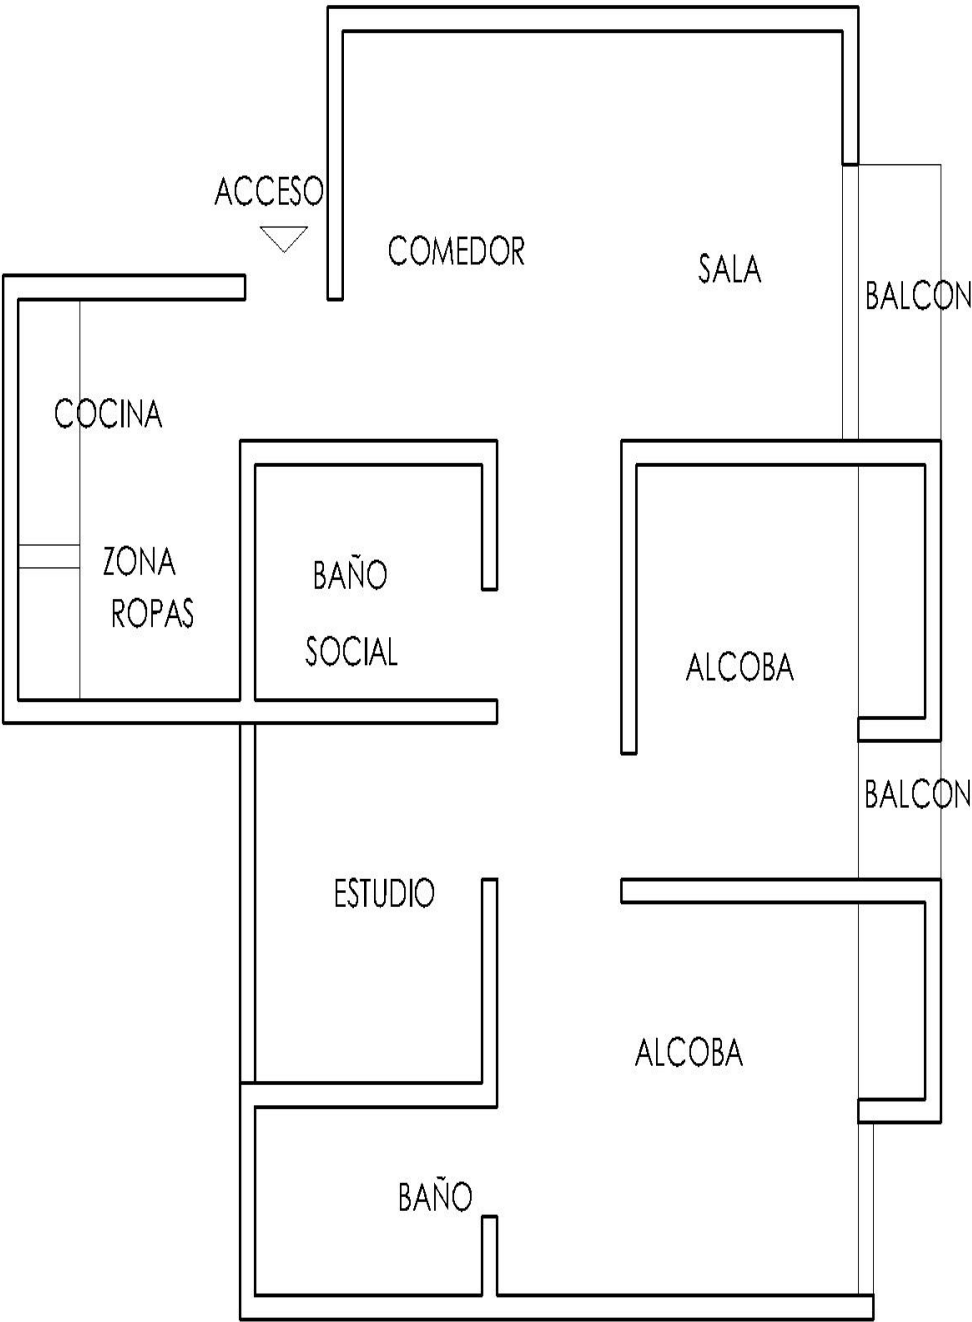 ACCESO
COMEDOR
SALA
BALCON
COCINA
ZONA
ROPAS
BAÑO
SOCIAL
ALCOBA
BALCON
ESTUDIO
ALCOBA
BAÑO